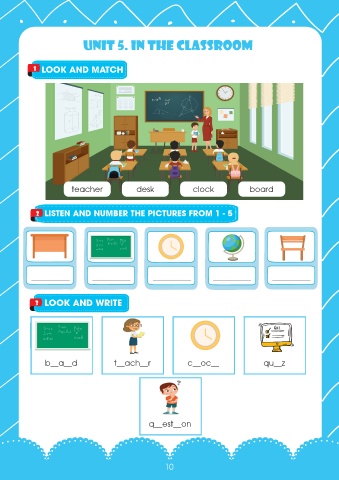 UNIT 5. IN THE CLASSROOM
1 LOOK AND MATCH
teacher desk clock board
2 LISTEN AND NUMBER THE PICTURES FROM 1 - 5
3 LOOK AND WRITE
b__a__d t__ach__r c__oc__ qu__z
q__est__on
10